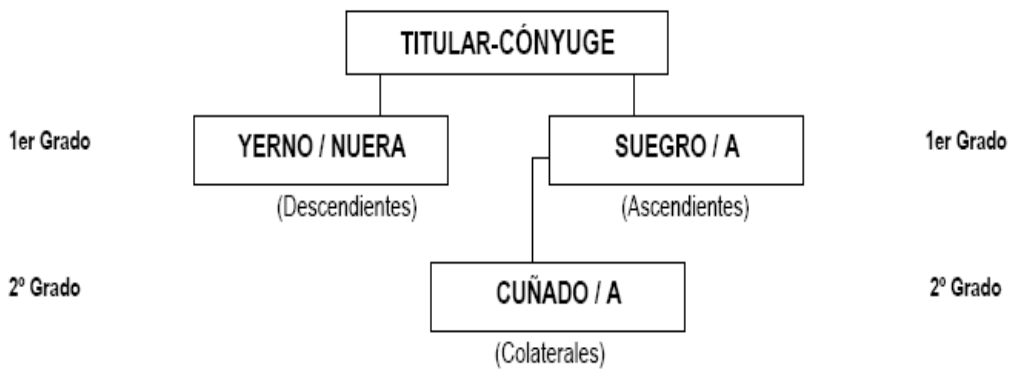 TITULAR-CÓNYUGE
1er Grado
YERNO / NUERA
SUEGRO / A
1er Grado
(Descendientes)
(Ascendientes)
2º Grado
CUÑADO / A
2º Grado
(Colaterales)